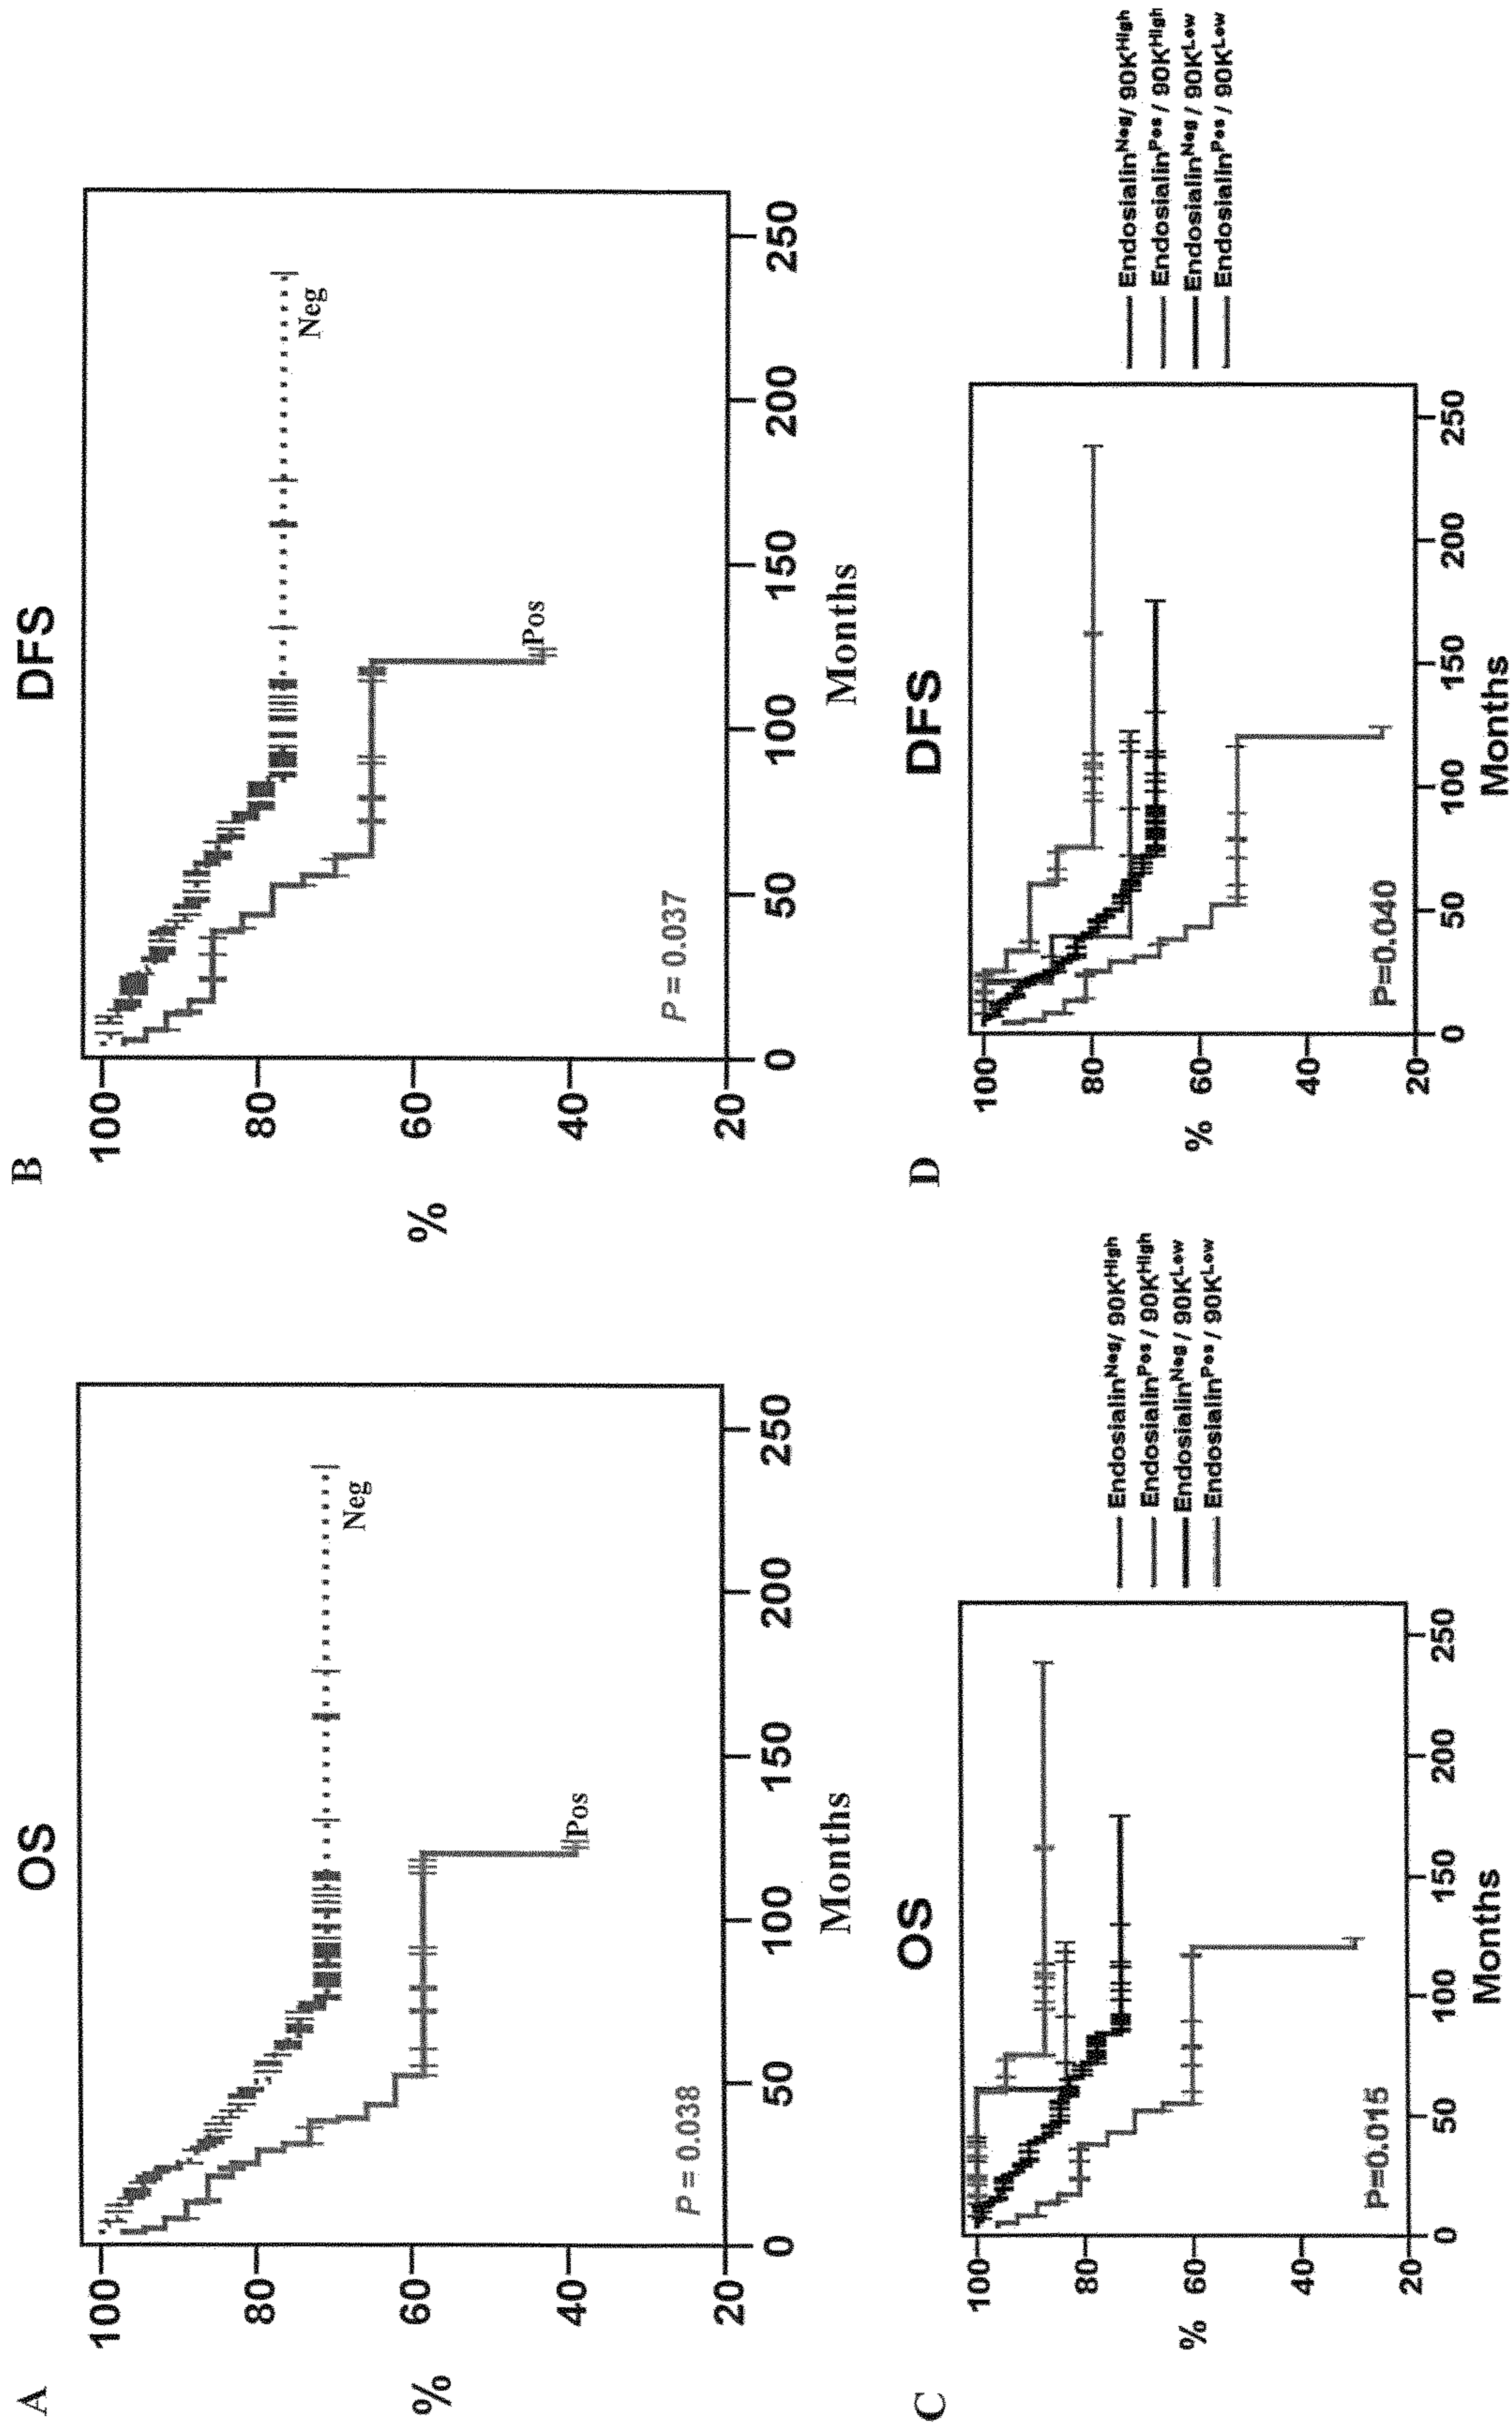 A
OS
%
100
80
60
40
20
0
50
100
150
200
250
Months
Neg
Pos
P = 0.038
B
DFS
%
100
80
60
40
20
0
50
100
150
200
250
Months
Neg
Pos
P = 0.037
C
OS
%
100
80
60
40
20
0
50
100
150
200
250
Months
P=0.015
Endosialin^Neg/ 90K^High
Endosialin^Pos / 90K^High
Endosialin^Neg / 90K^Low
Endosialin^Pos / 90K^Low
D
DFS
%
100
80
60
40
20
0
50
100
150
200
250
Months
P=0.040
Endosialin^Neg/ 90K^High
Endosialin^Pos / 90K^High
Endosialin^Neg / 90K^Low
Endosialin^Pos / 90K^Low